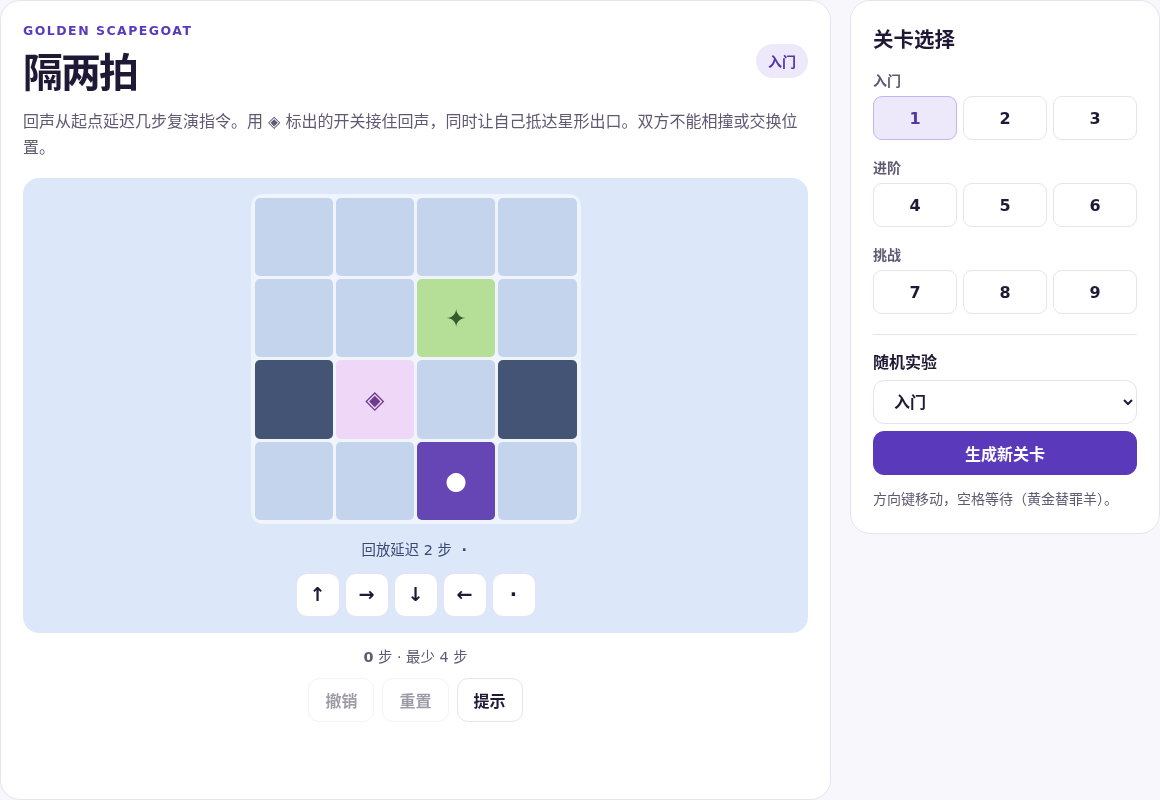 GOLDEN SCAPEGOAT
隔两拍
入门
回声从起点延迟几步复演指令。用 ◈ 标出的开关接住回声，同时让自己抵达星形出口。双方不能相撞或交换位
置。
✦
◈
●
回放延迟 2 步 ·
↑ → ↓ ← ·
0 步 · 最少 4 步
撤销 重置 提示
关卡选择
入门
1 2 3
进阶
4 5 6
挑战
7 8 9
随机实验
入门
生成新关卡
方向键移动，空格等待（黄金替罪羊）。